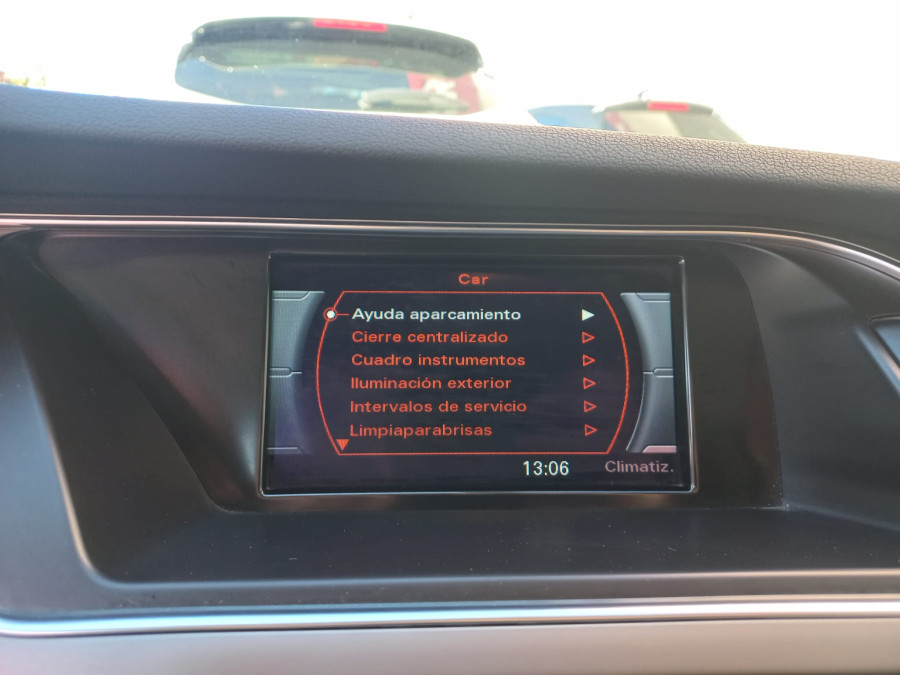 Car
Ayuda aparcamiento
Cierre centralizado
Cuadro instrumentos
Iluminación exterior
Intervalos de servicio
Limpiaparabrisas
13:06 Climatiz.